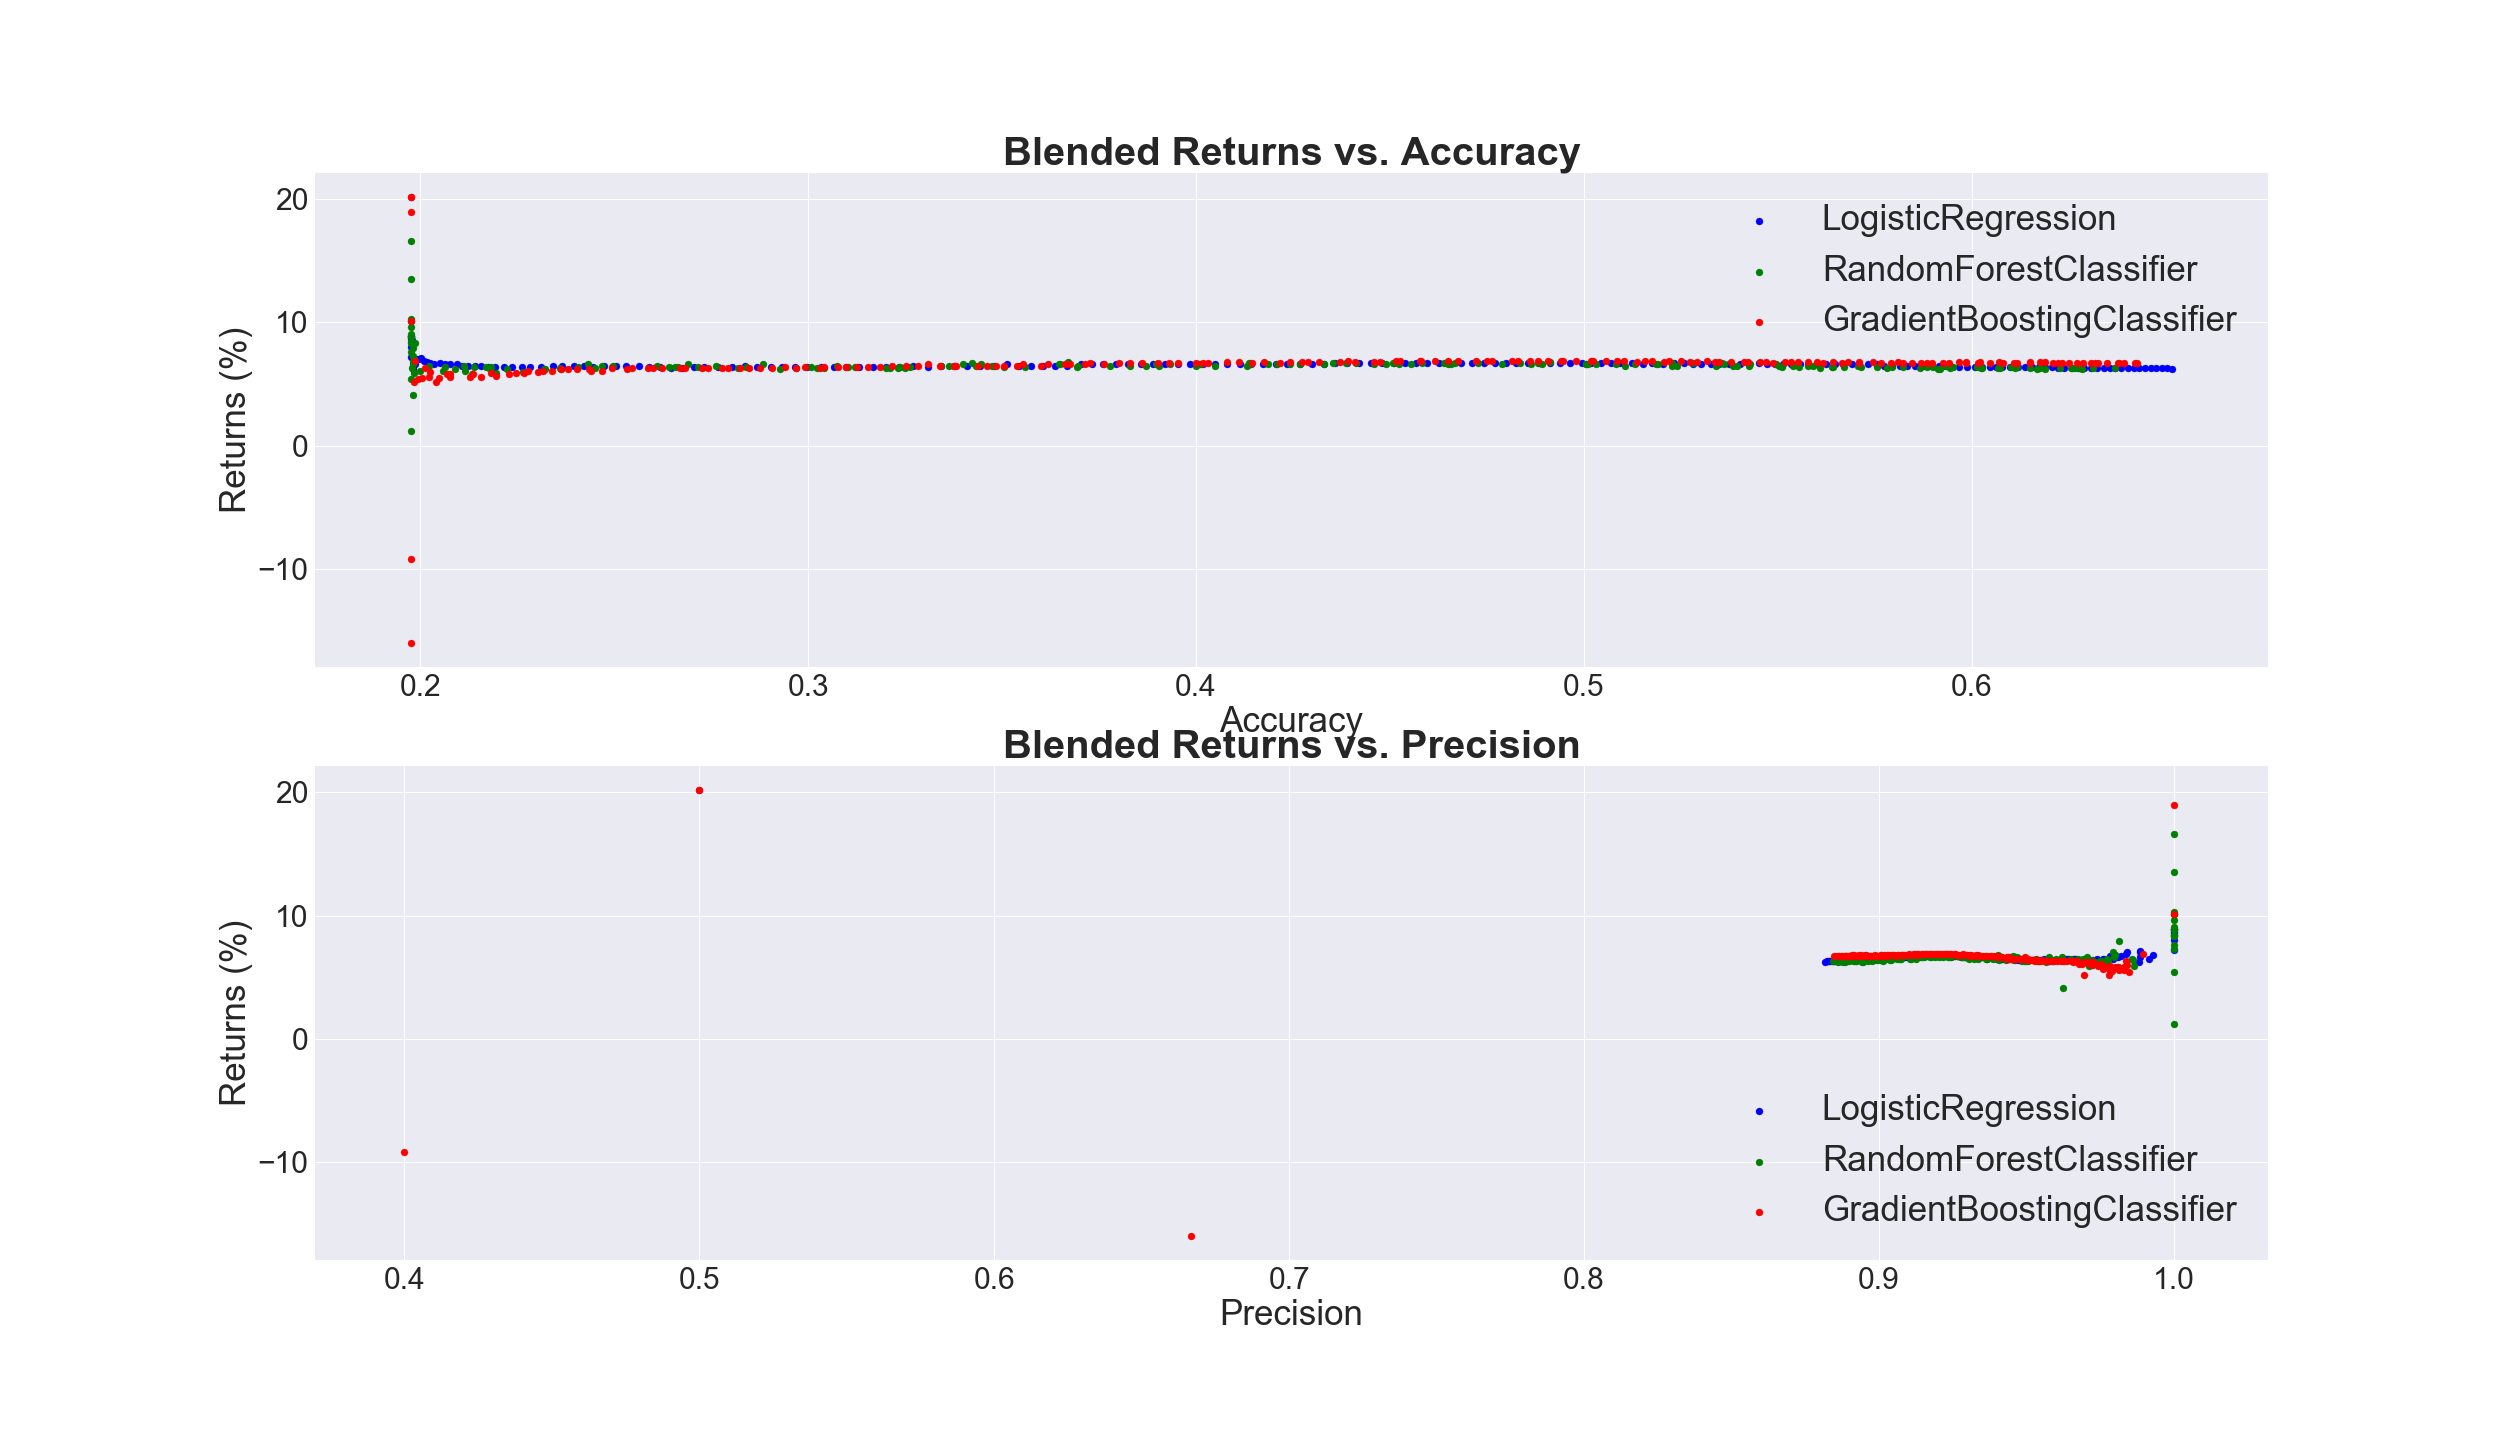 Blended Returns vs. Accuracy
Returns (%)
20
10
0
−10
LogisticRegression
RandomForestClassifier
GradientBoostingClassifier
0.2 0.3 0.4 0.5 0.6
Accuracy
Blended Returns vs. Precision
Returns (%)
20
10
0
−10
LogisticRegression
RandomForestClassifier
GradientBoostingClassifier
0.4 0.5 0.6 0.7 0.8 0.9 1.0
Precision